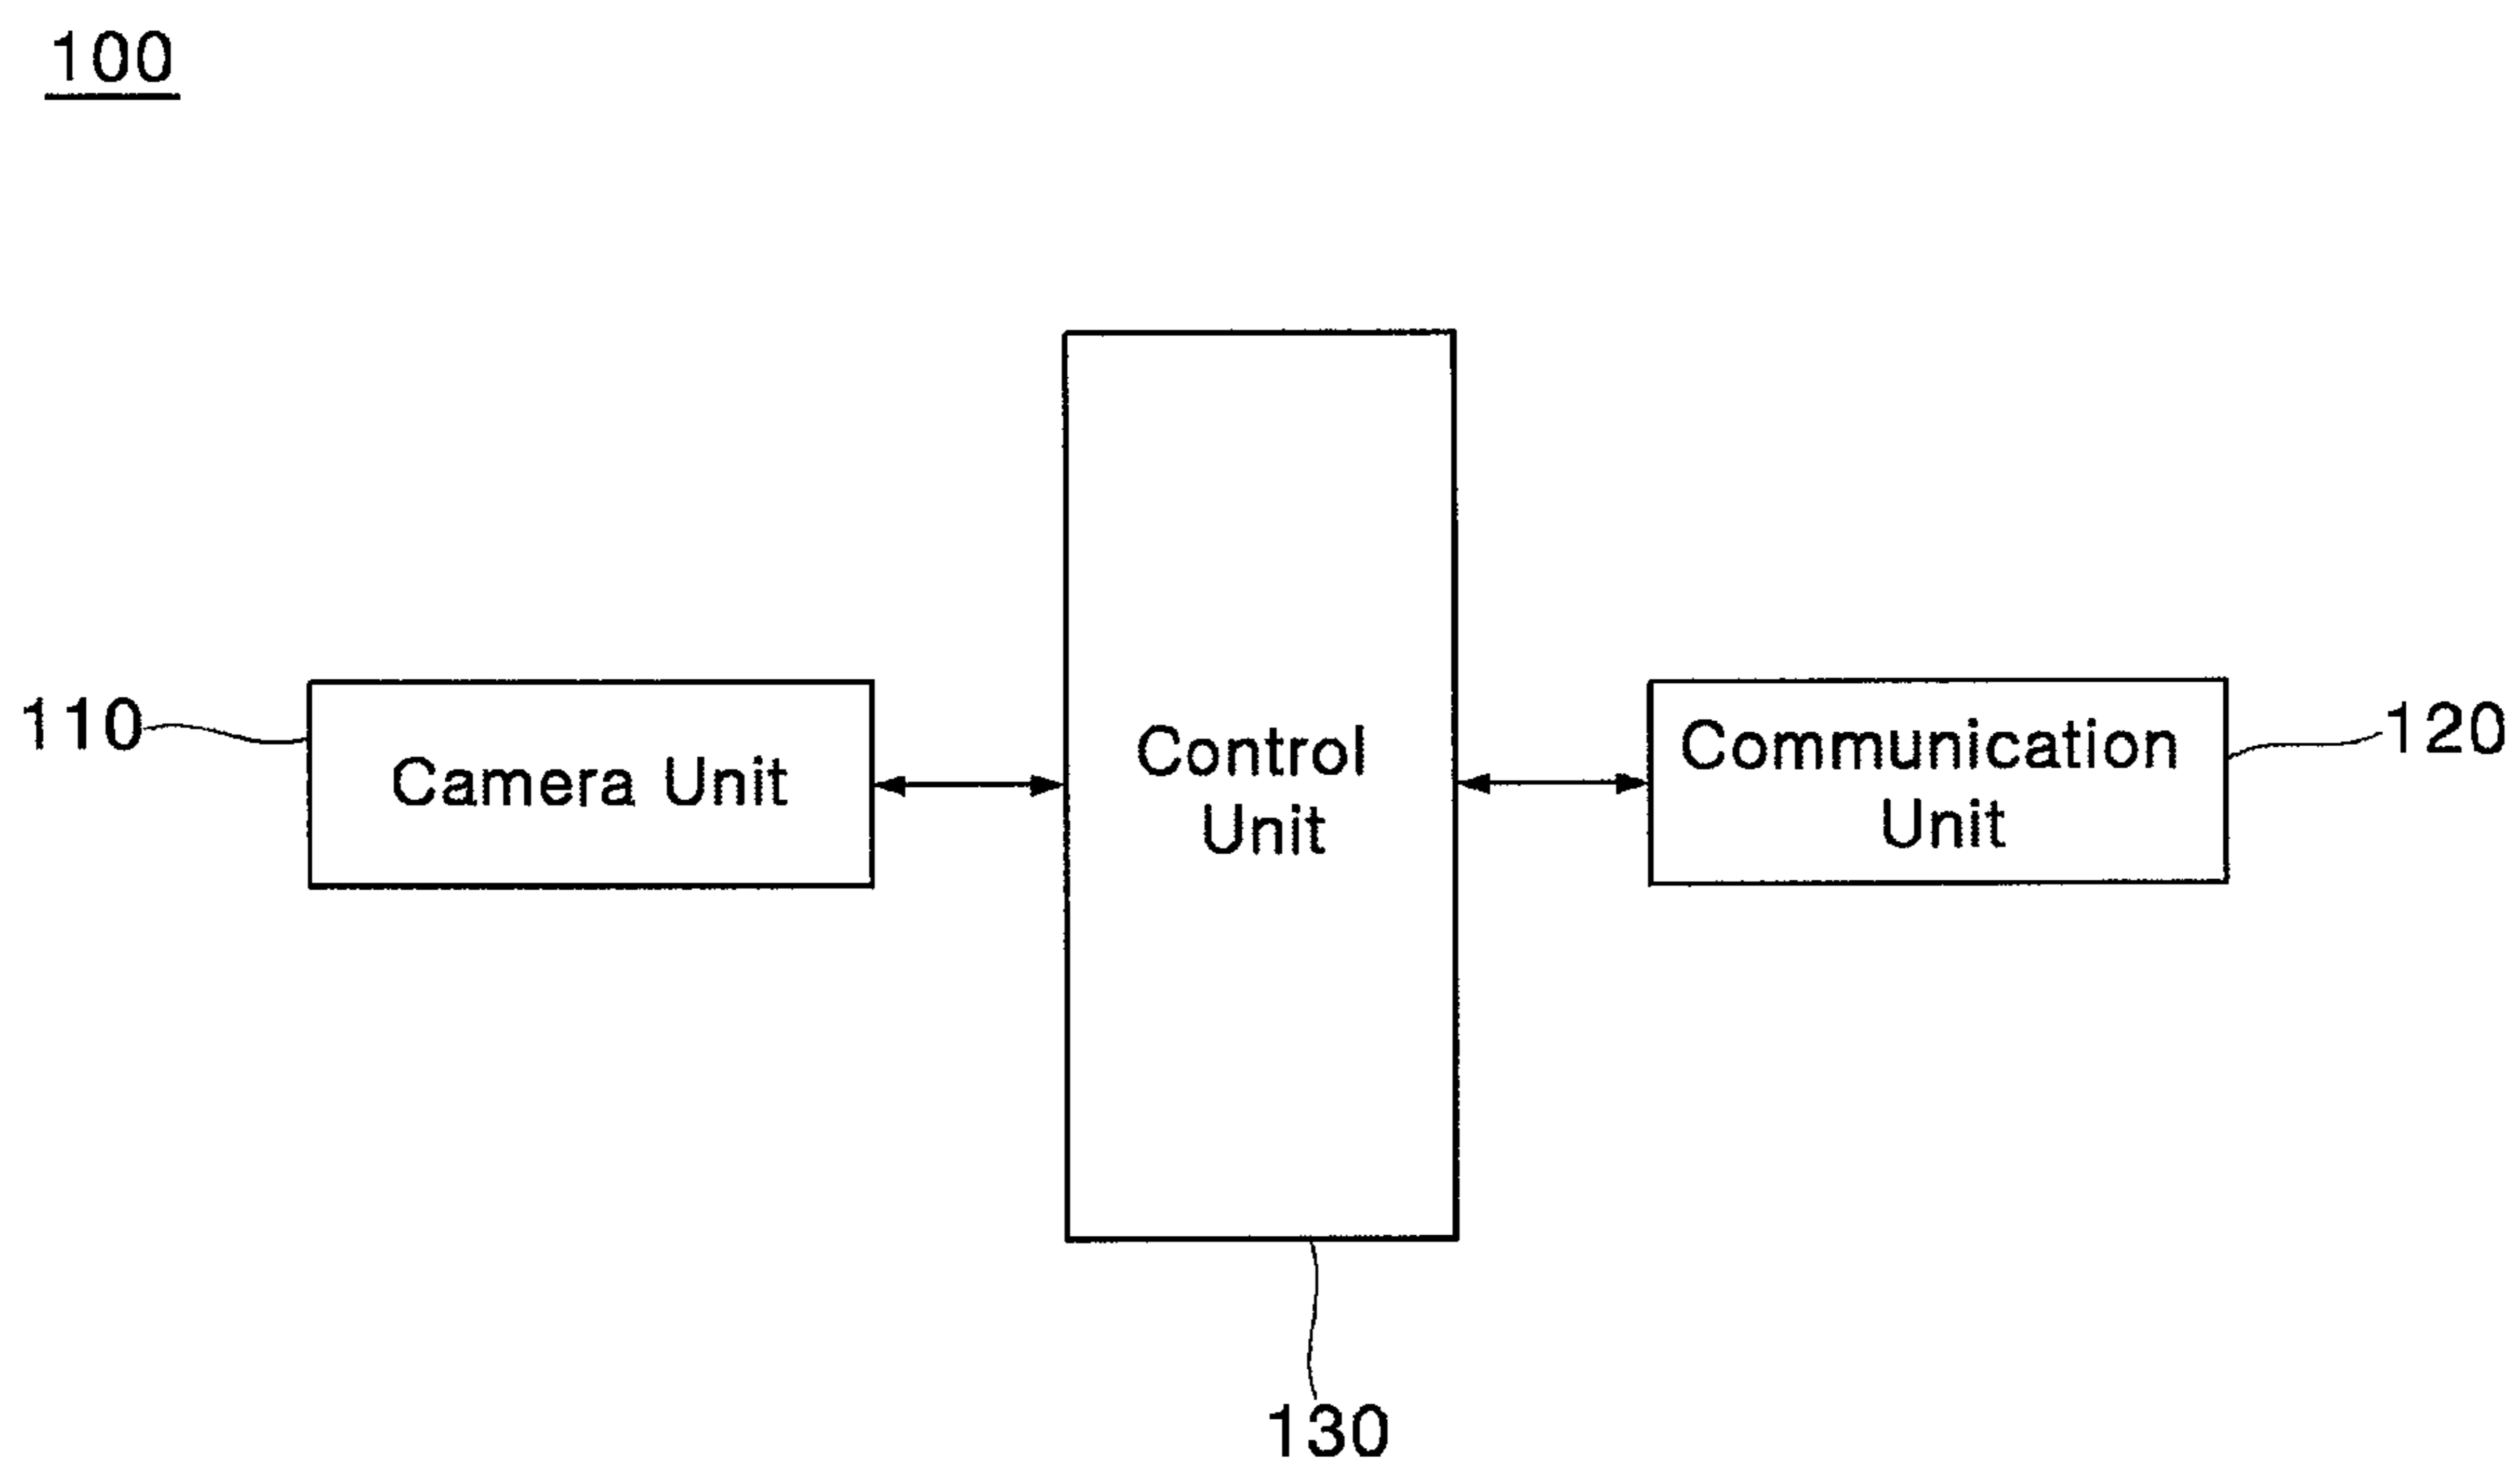 100
110
Camera Unit
Control
Unit
Communication
Unit
120
130